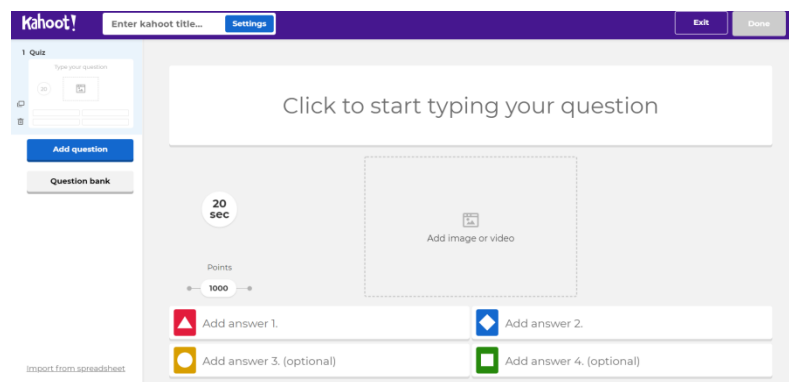 Kahoot!
Enter kahoot title...
Settings
Exit
Done
1 Quiz
Type your question
20
Add question
Question bank
Import from spreadsheet
Click to start typing your question
20
sec
Add image or video
Points
1000
Add answer 1.
Add answer 2.
Add answer 3. (optional)
Add answer 4. (optional)